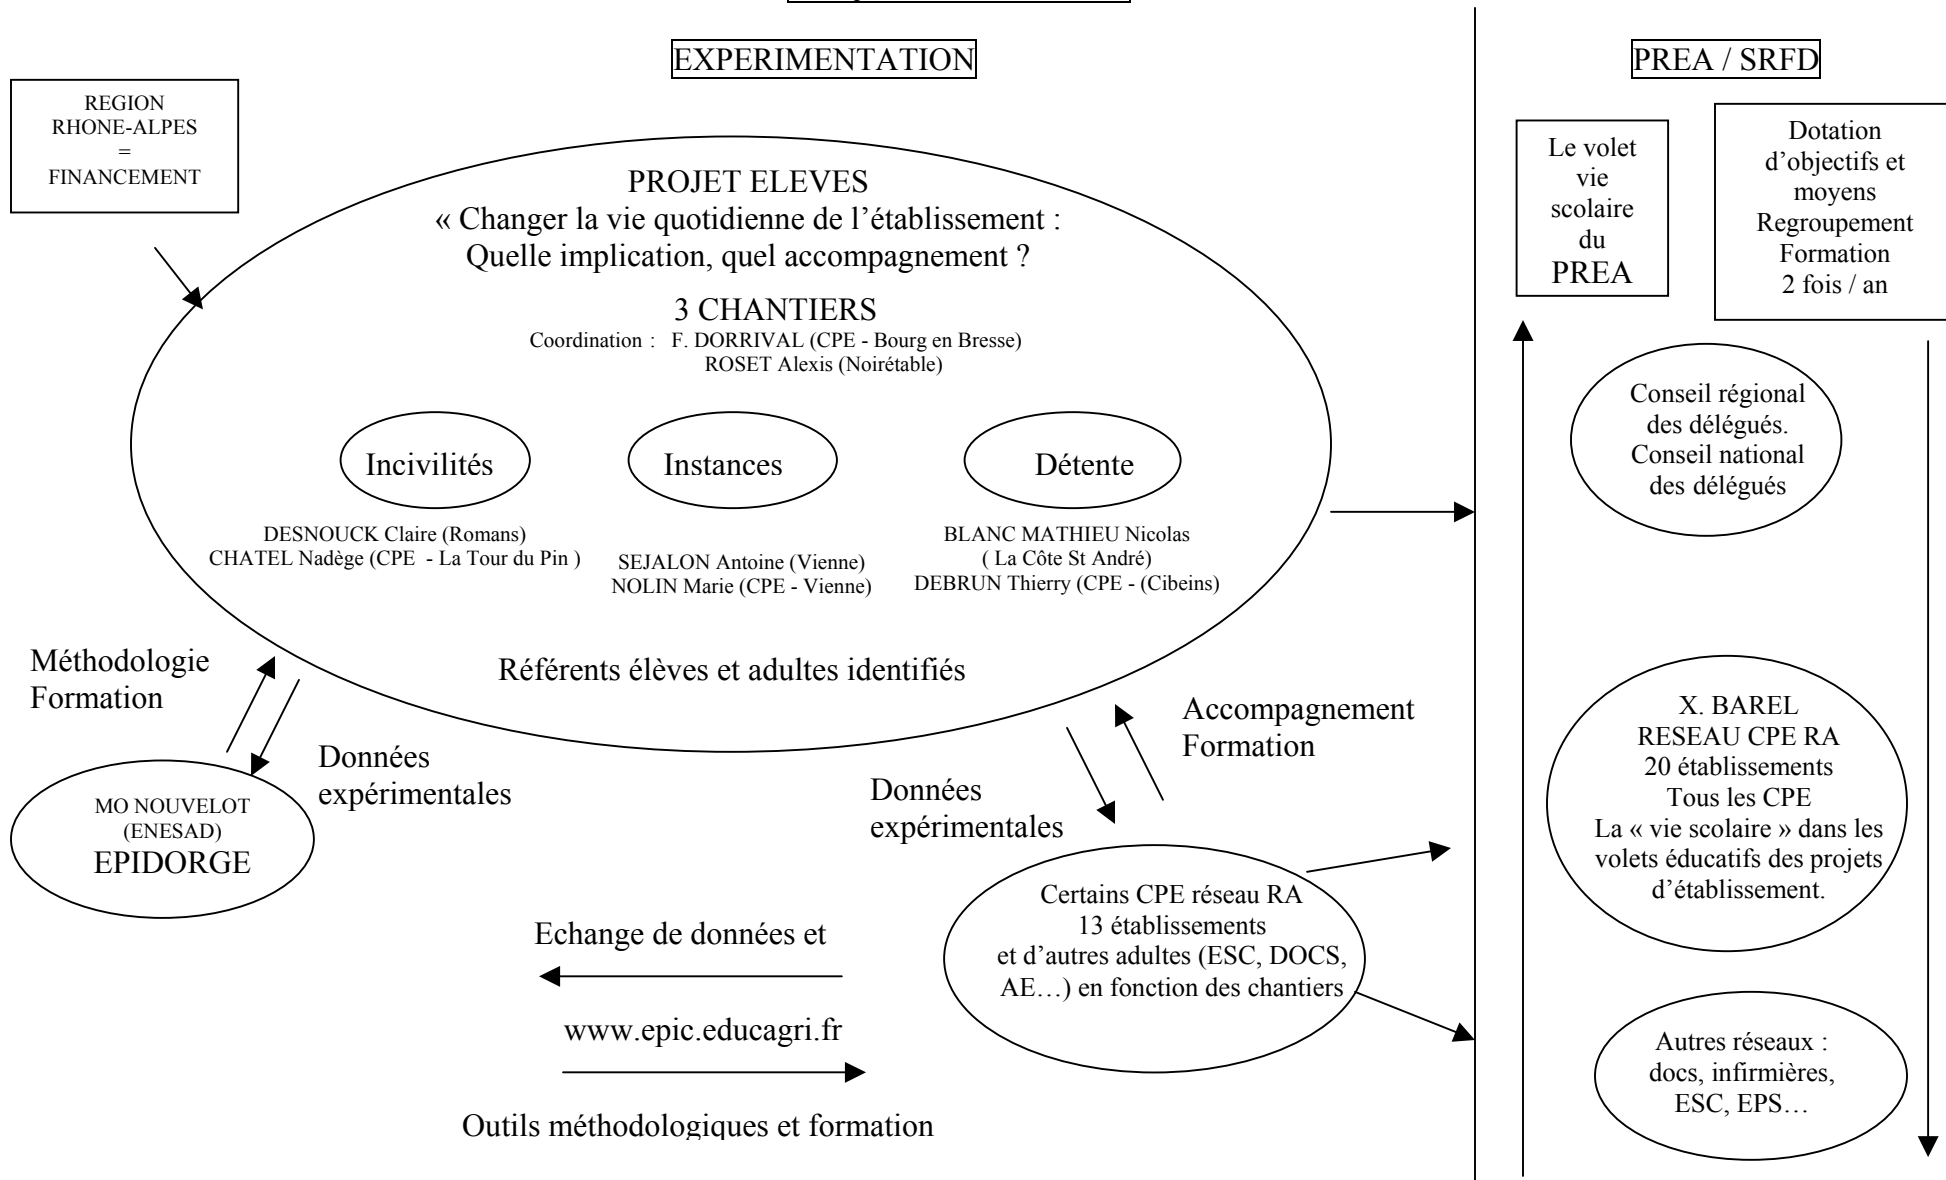 EXPERIMENTATION
PREA / SRFD
REGION
RHONE-ALPES
=
FINANCEMENT
PROJET ELEVES
« Changer la vie quotidienne de l’établissement :
Quelle implication, quel accompagnement ?
3 CHANTIERS
Coordination : F. DORRIVAL (CPE - Bourg en Bresse)
ROSET Alexis (Noirétable)
Incivilités
Instances
Détente
DESNOUCK Claire (Romans)
CHATEL Nadège (CPE - La Tour du Pin )
SEJALON Antoine (Vienne)
NOLIN Marie (CPE - Vienne)
BLANC MATHIEU Nicolas
( La Côte St André)
DEBRUN Thierry (CPE - (Cibeins)
Référents élèves et adultes identifiés
Méthodologie
Formation
Données
expérimentales
MO NOUVELOT
(ENESAD)
EPIDORGE
Accompagnement
Formation
Données
expérimentales
Certains CPE réseau RA
13 établissements
et d’autres adultes (ESC, DOCS,
AE…) en fonction des chantiers
Echange de données et
www.epic.educagri.fr
Outils méthodologiques et formation
Le volet
vie
scolaire
du
PREA
Dotation
d’objectifs et
moyens
Regroupement
Formation
2 fois / an
Conseil régional
des délégués.
Conseil national
des délégués
X. BAREL
RESEAU CPE RA
20 établissements
Tous les CPE
La « vie scolaire » dans les
volets éducatifs des projets
d’établissement.
Autres réseaux :
docs, infirmières,
ESC, EPS…